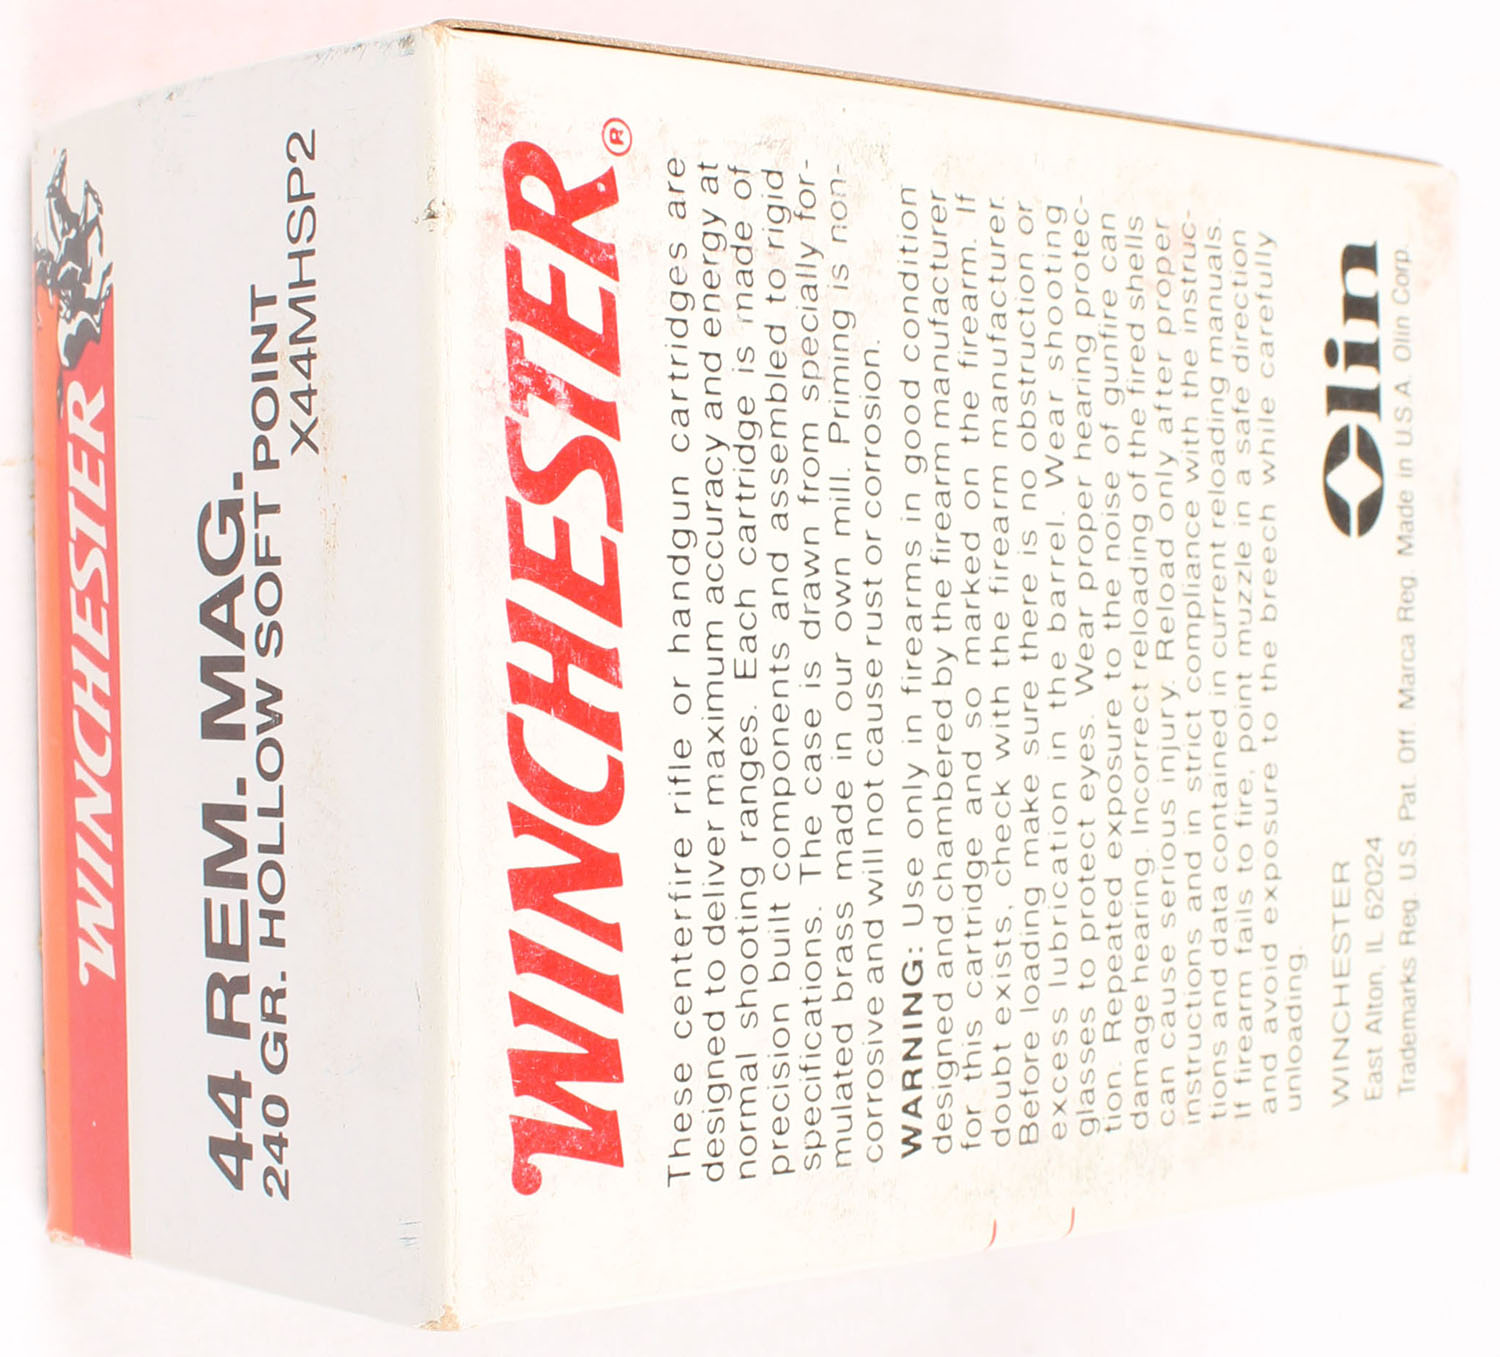 WINCHESTER
44 REM. MAG.
240 GR. HOLLOW SOFT POINT
X44MHSP2
WINCHESTER®
These centerfire rifle or handgun cartridges are
designed to deliver maximum accuracy and energy at
normal shooting ranges. Each cartridge is made of
precision built components and assembled to rigid
specifications. The case is drawn from specially for-
mulated brass made in our own mill. Priming is non-
corrosive and will not cause rust or corrosion.
WARNING: Use only in firearms in good condition
designed and chambered by the firearm manufacturer
for this cartridge and so marked on the firearm. If
doubt exists, check with the firearm manufacturer.
Before loading make sure there is no obstruction or
excess lubrication in the barrel. Wear shooting
glasses to protect eyes. Wear proper hearing protec-
tion. Repeated exposure to the noise of gunfire can
damage hearing. Incorrect reloading of the fired shells
can cause serious injury. Reload only after proper
instructions and in strict compliance with the instruc-
tions and data contained in current reloading manuals.
If firearm fails to fire, point muzzle in a safe direction
and avoid exposure to the breech while carefully
unloading.
WINCHESTER
East Alton, IL 62024
Olin
Trademarks Reg. U.S. Pat. Off. Marca Reg. Made in U.S.A. Olin Corp.